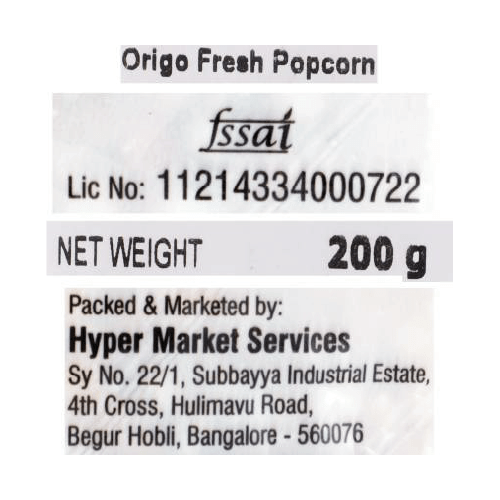 Origo Fresh Popcorn
fssai
Lic No: 11214334000722
NET WEIGHT 200 g
Packed & Marketed by:
Hyper Market Services
Sy No. 22/1, Subbayya Industrial Estate,
4th Cross, Hulimavu Road,
Begur Hobli, Bangalore - 560076